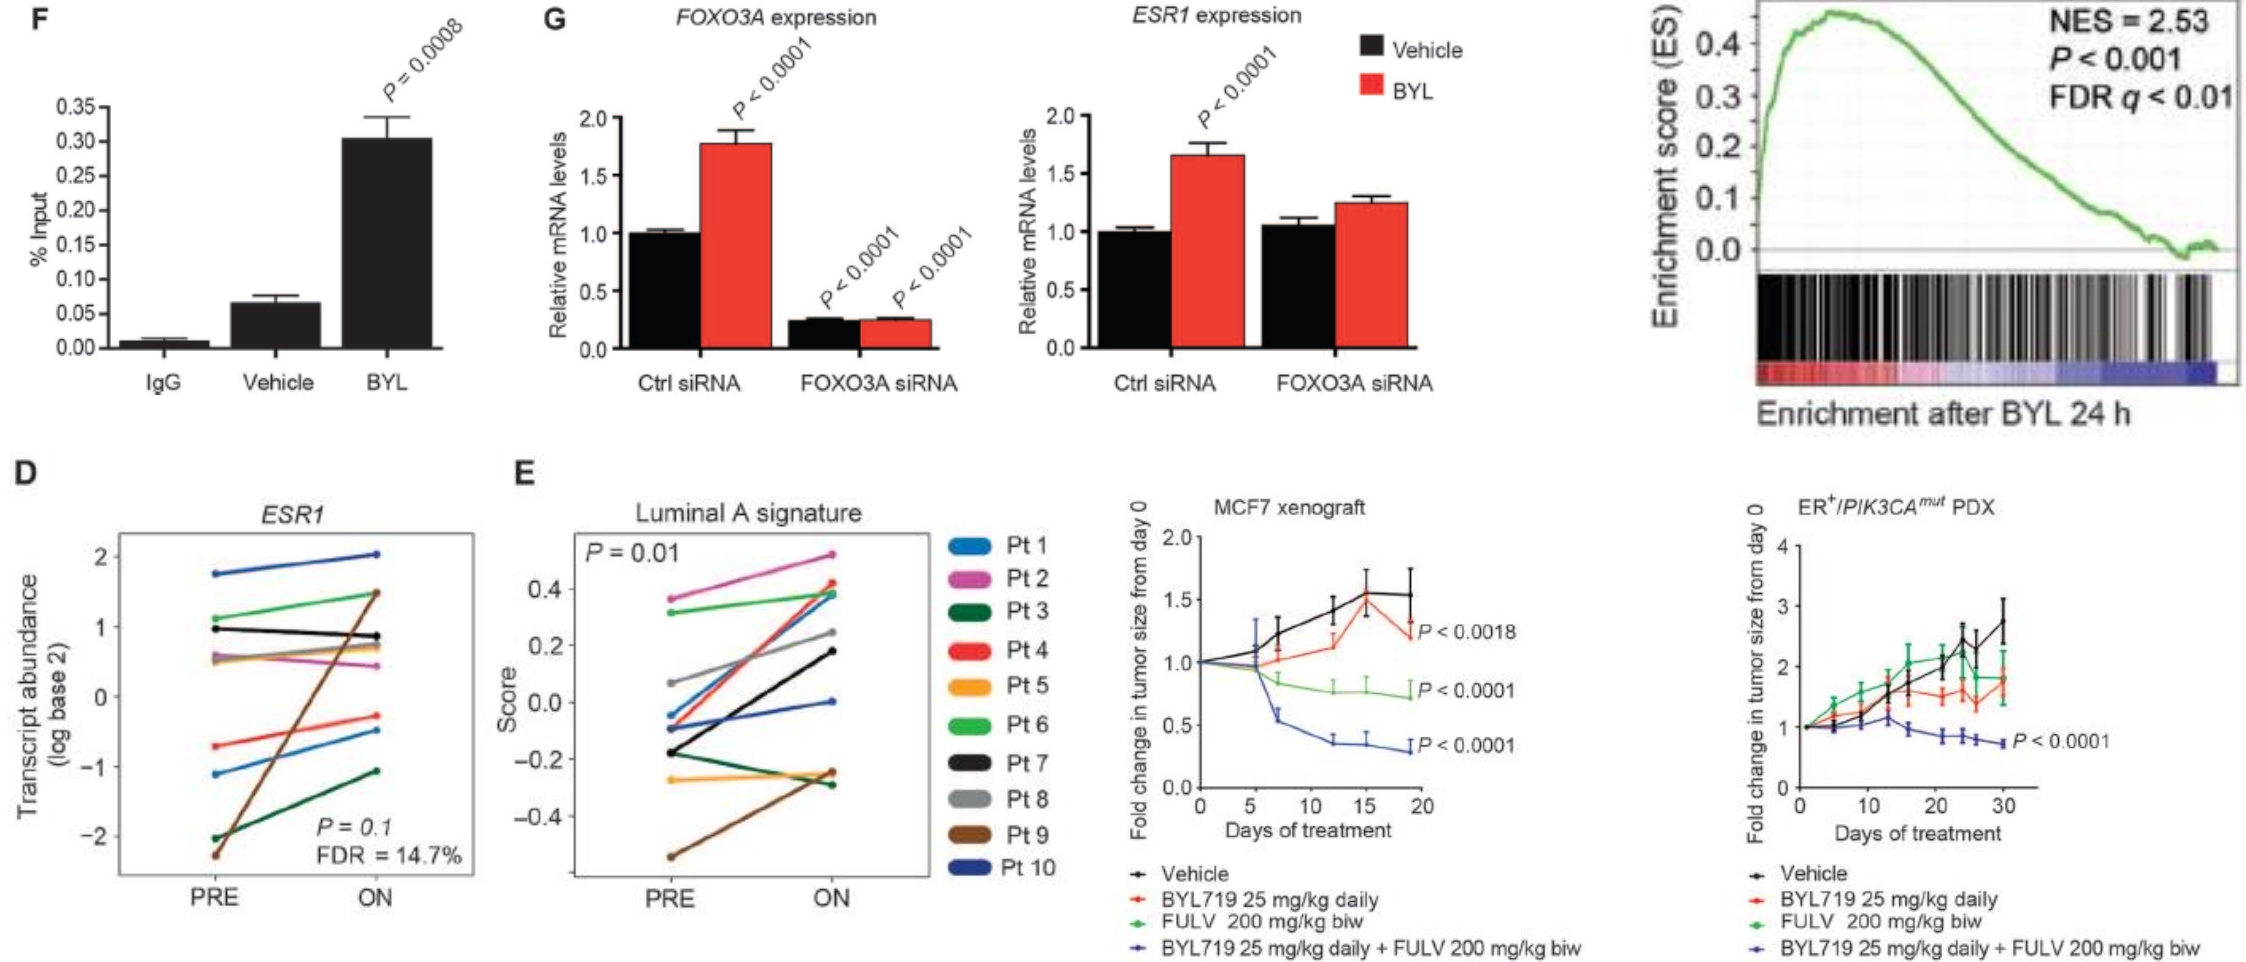 F
P = 0.0008
0.35
0.30
0.25
0.20
0.15
0.10
0.05
0.00
% Input
IgG Vehicle BYL
G
FOXO3A expression
P < 0.0001
P < 0.0001
P < 0.0001
2.0
1.5
1.0
0.5
0.0
Relative mRNA levels
Ctrl siRNA FOXO3A siRNA
ESR1 expression
P < 0.0001
Vehicle
BYL
2.0
1.5
1.0
0.5
0.0
Relative mRNA levels
Ctrl siRNA FOXO3A siRNA
Enrichment score (ES)
0.4
0.3
0.2
0.1
0.0
NES = 2.53
P < 0.001
FDR q < 0.01
Enrichment after BYL 24 h
D
ESR1
Transcript abundance
(log base 2)
2
1
0
−1
−2
P = 0.1
FDR = 14.7%
PRE ON
E
Luminal A signature
P = 0.01
Score
0.4
0.2
0.0
−0.2
−0.4
PRE ON
Pt 1
Pt 2
Pt 3
Pt 4
Pt 5
Pt 6
Pt 7
Pt 8
Pt 9
Pt 10
MCF7 xenograft
Fold change in tumor size from day 0
2.0
1.5
1.0
0.5
0.0
P < 0.0018
P < 0.0001
P < 0.0001
0 5 10 15 20
Days of treatment
Vehicle
BYL719 25 mg/kg daily
FULV 200 mg/kg biw
BYL719 25 mg/kg daily + FULV 200 mg/kg biw
ER+/PIK3CAmut PDX
Fold change in tumor size from day 0
4
3
2
1
0
P < 0.0001
0 10 20 30
Days of treatment
Vehicle
BYL719 25 mg/kg daily
FULV 200 mg/kg biw
BYL719 25 mg/kg daily + FULV 200 mg/kg biw